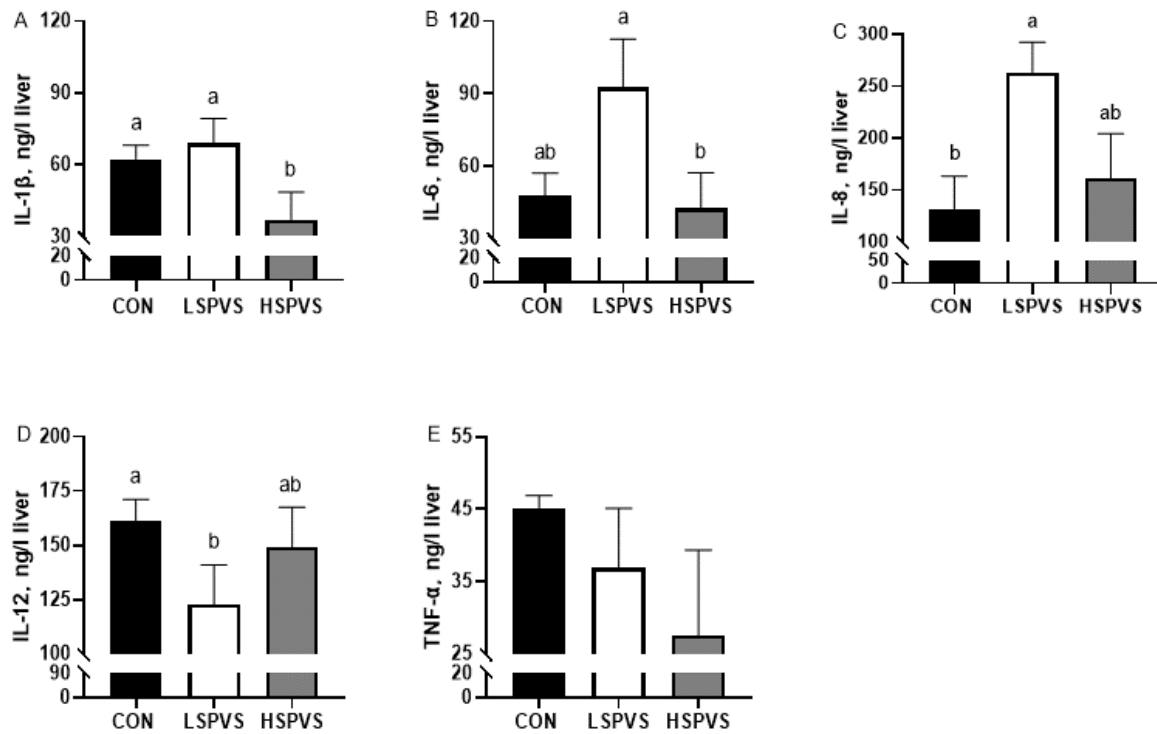 A
IL-1β, ng/l liver
120
90
60
30
20
0
a
a
b
CON LSPVS HSPVS
B
IL-6, ng/l liver
120
90
60
30
20
0
ab
a
b
CON LSPVS HSPVS
C
IL-8, ng/l liver
300
250
200
150
100
50
0
b
a
ab
CON LSPVS HSPVS
D
IL-12, ng/l liver
200
175
150
125
100
90
0
a
b
ab
CON LSPVS HSPVS
E
TNF-α, ng/l liver
55
45
35
25
20
0
CON LSPVS HSPVS